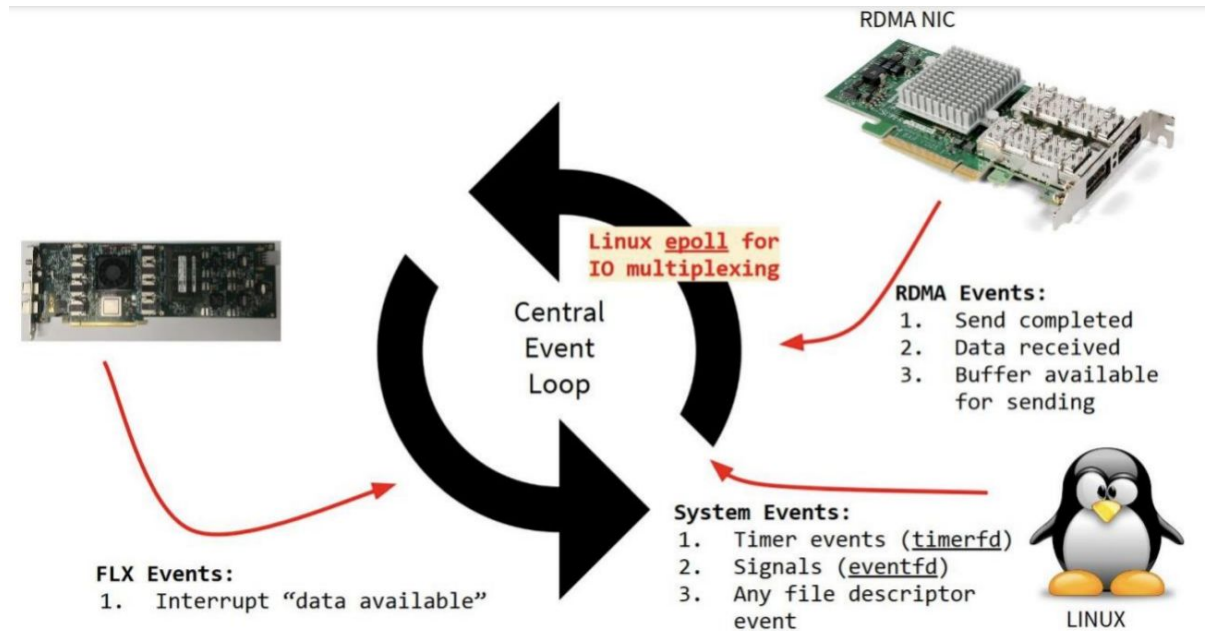 RDMA NIC
Linux epoll for
IO multiplexing
Central
Event
Loop
RDMA Events:
1. Send completed
2. Data received
3. Buffer available
for sending
System Events:
1. Timer events (timerfd)
2. Signals (eventfd)
3. Any file descriptor
event
LINUX
FLX Events:
1. Interrupt “data available”